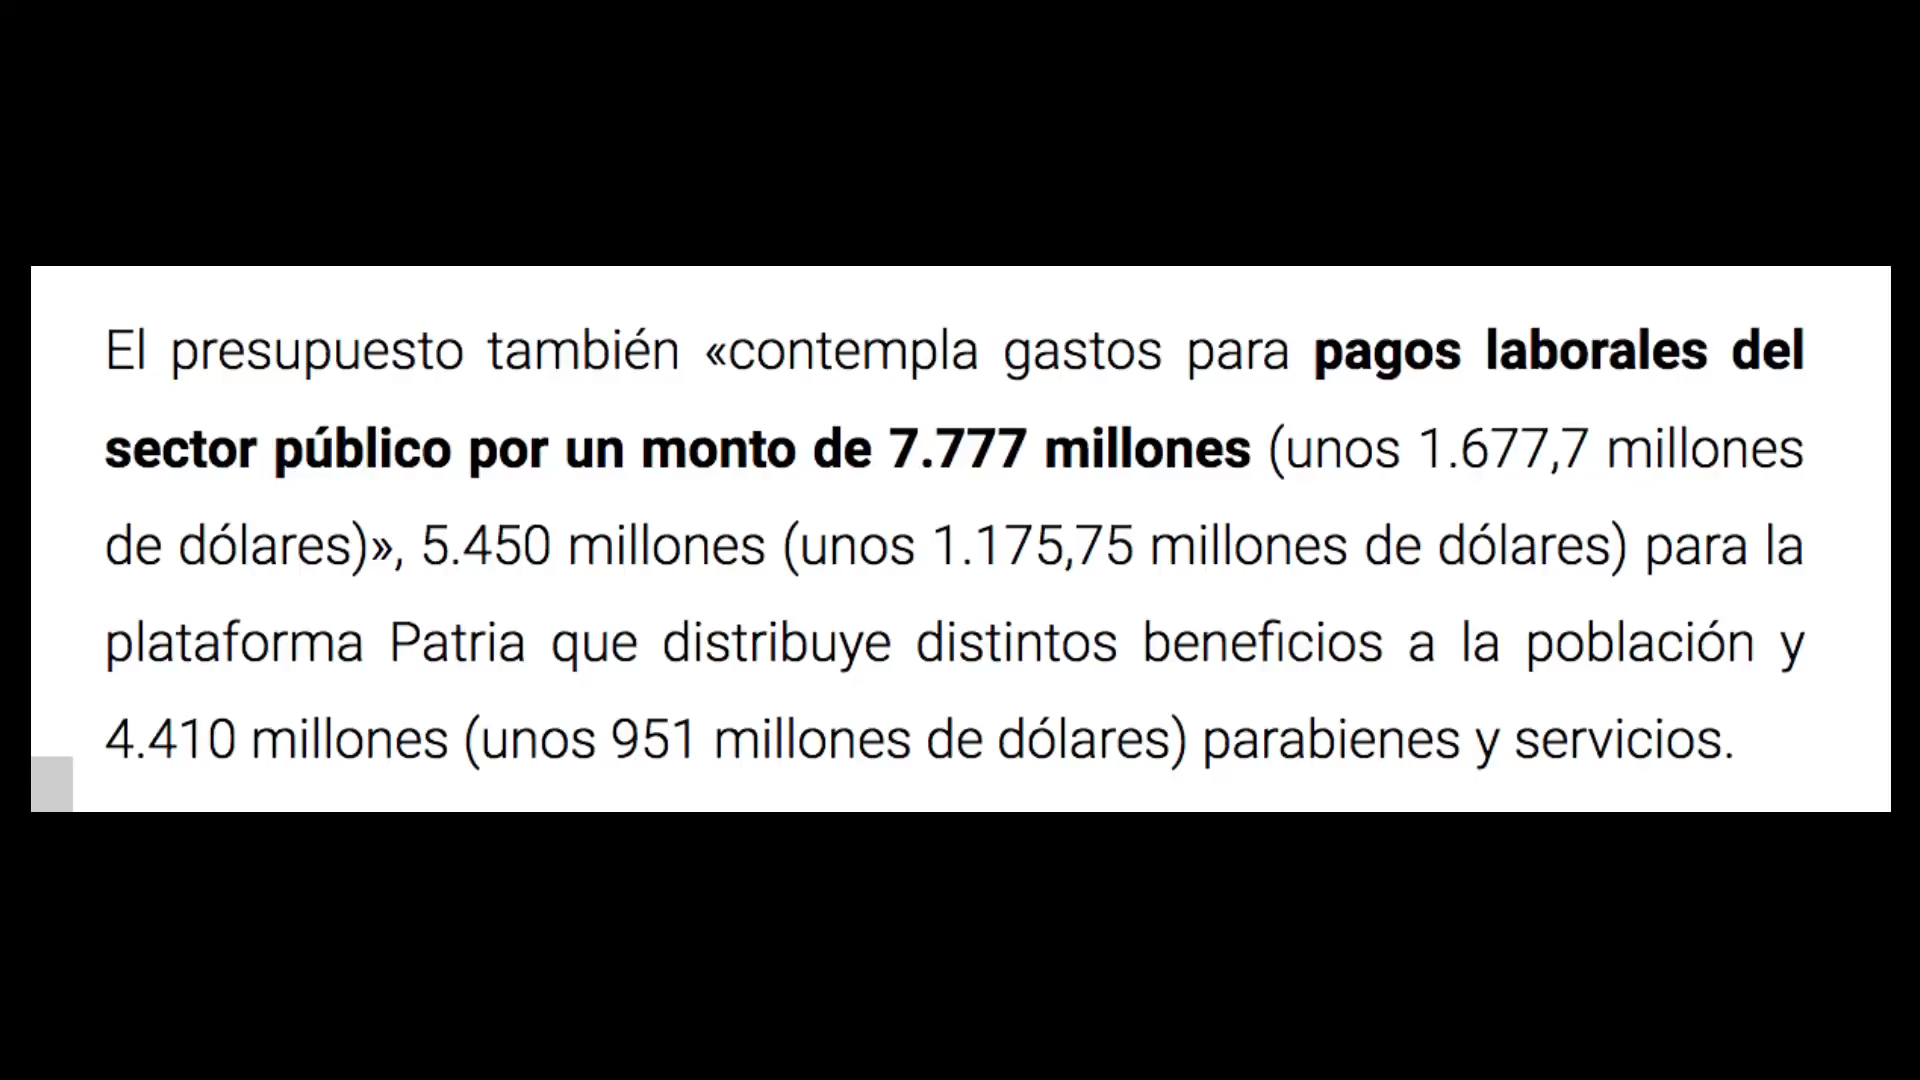 El presupuesto también «contempla gastos para pagos laborales del
sector público por un monto de 7.777 millones (unos 1.677,7 millones
de dólares)», 5.450 millones (unos 1.175,75 millones de dólares) para la
plataforma Patria que distribuye distintos beneficios a la población y
4.410 millones (unos 951 millones de dólares) parabienes y servicios.